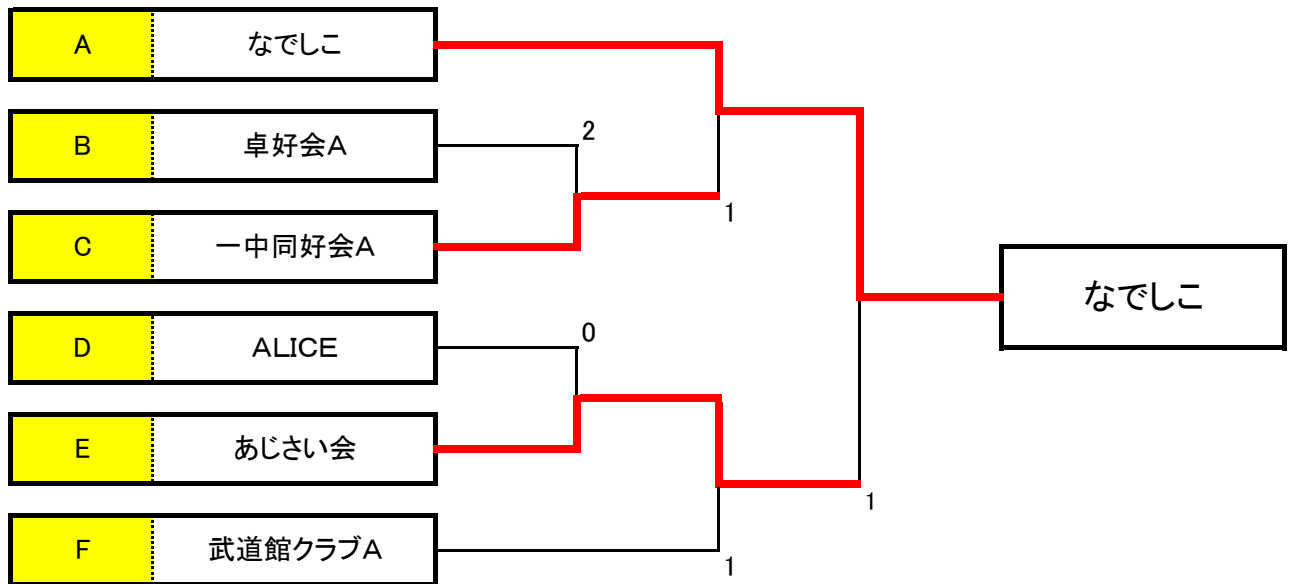 A なでしこ
B 卓好会A
2
C 一中同好会A
1
なでしこ
D ALICE
0
E あじさい会
1
F 武道館クラブA
1